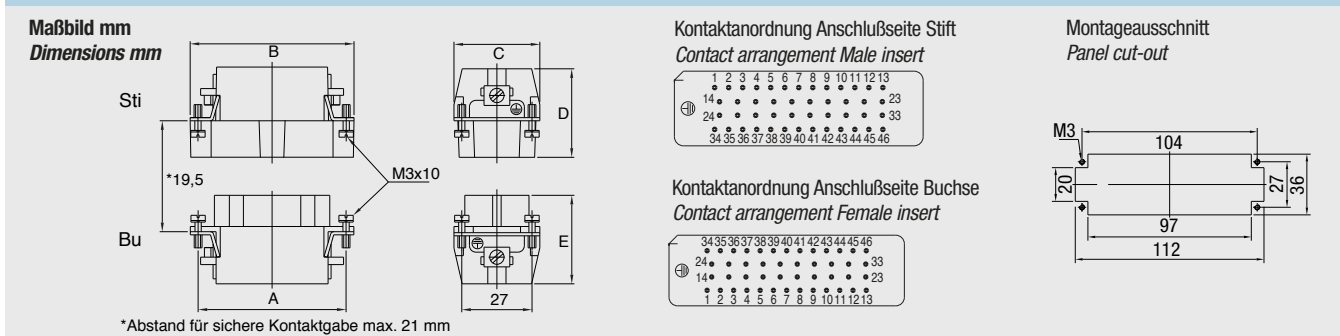 Maßbild mm
Dimensions mm
B
C
Sti
D
*19,5
M3x10
Bu
E
A
27
*Abstand für sichere Kontaktgabe max. 21 mm
Kontaktanordnung Anschlußseite Stift
Contact arrangement Male insert
1 2 3 4 5 6 7 8 9 10 11 12 13
14 23
24 33
34 35 36 37 38 39 40 41 42 43 44 45 46
Kontaktanordnung Anschlußseite Buchse
Contact arrangement Female insert
34 35 36 37 38 39 40 41 42 43 44 45 46
24 33
14 23
1 2 3 4 5 6 7 8 9 10 11 12 13
Montageausschnitt
Panel cut-out
M3
104
20
27
36
97
112